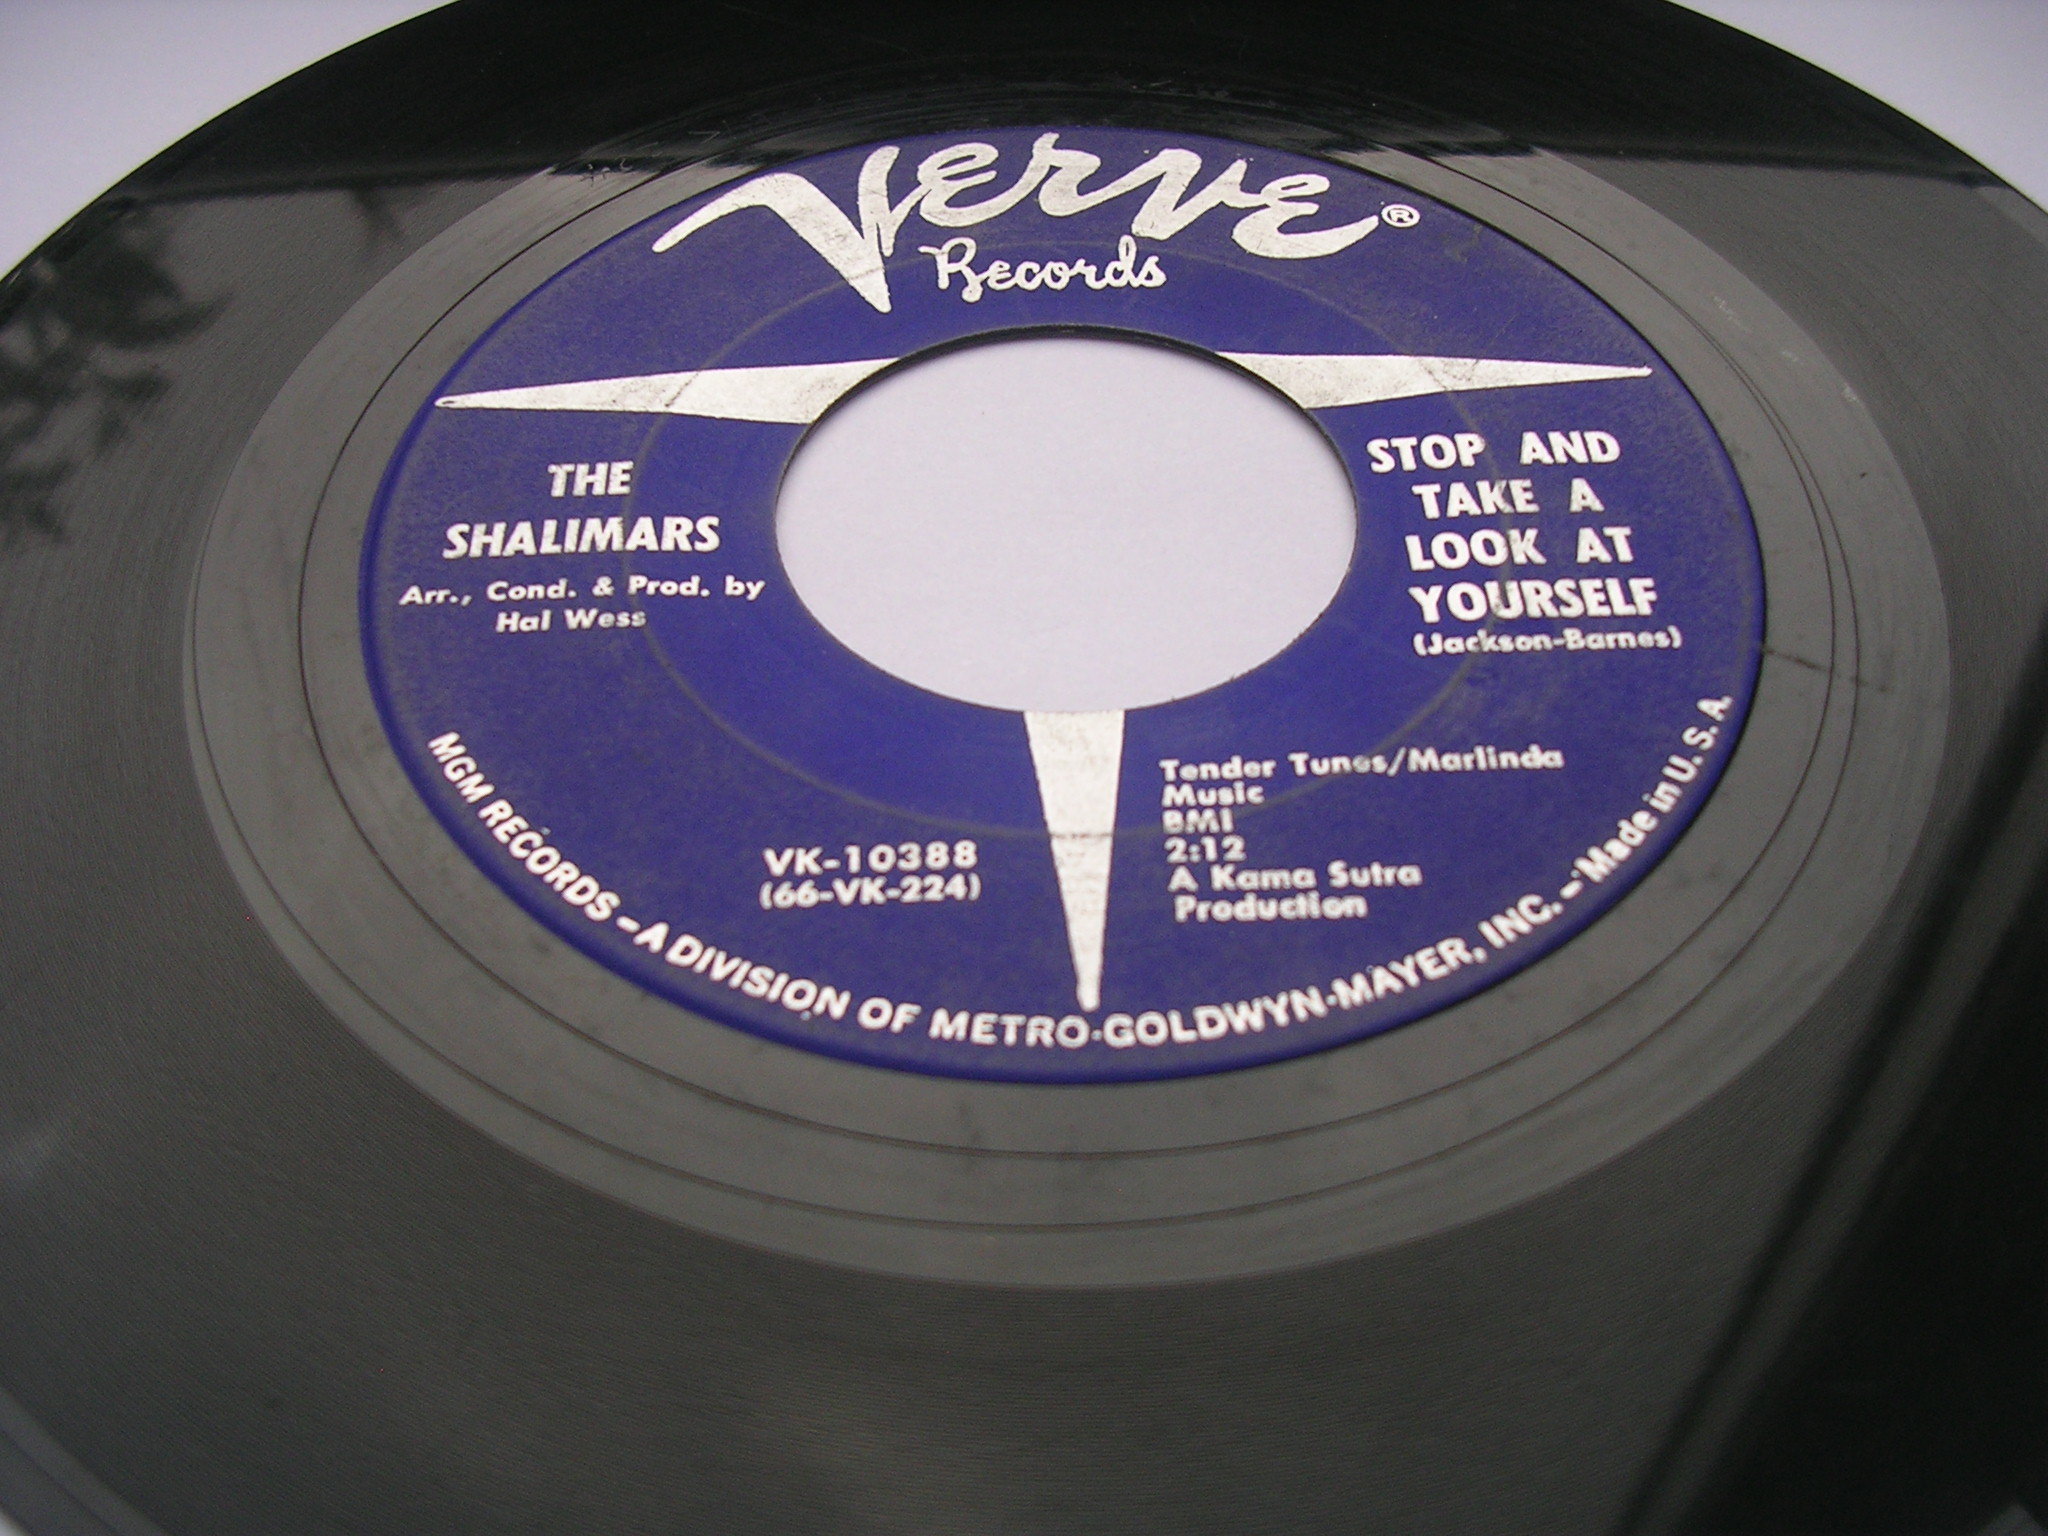 Verve®
Records
THE
SHALIMARS
Arr., Cond. & Prod. by
Hal Wess
STOP AND
TAKE A
LOOK AT
YOURSELF
(Jackson-Barnes)
VK-10388
(66-VK-224)
Tender Tunes/Marlinda
Music
BMI
2:12
A Kama Sutra
Production
MGM RECORDS – A DIVISION OF METRO-GOLDWYN-MAYER, INC. – Made in U.S.A.